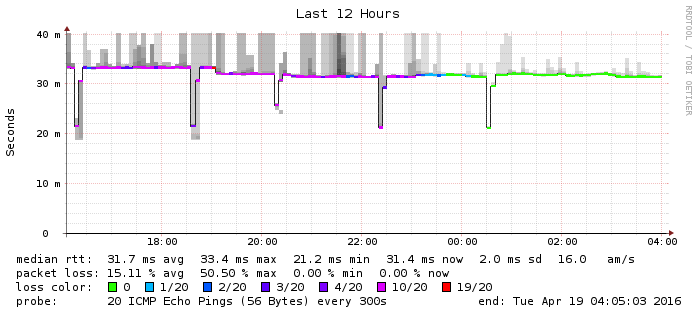 Last 12 Hours
RRDTOOL / TOBI OETIKER
Seconds
40 m
30 m
20 m
10 m
0
18:00 20:00 22:00 00:00 02:00 04:00
median rtt: 31.7 ms avg 33.4 ms max 21.2 ms min 31.4 ms now 2.0 ms sd 16.0 am/s
packet loss: 15.11 % avg 50.50 % max 0.00 % min 0.00 % now
loss color: 0 1/20 2/20 3/20 4/20 10/20 19/20
probe: 20 ICMP Echo Pings (56 Bytes) every 300s end: Tue Apr 19 04:05:03 2016